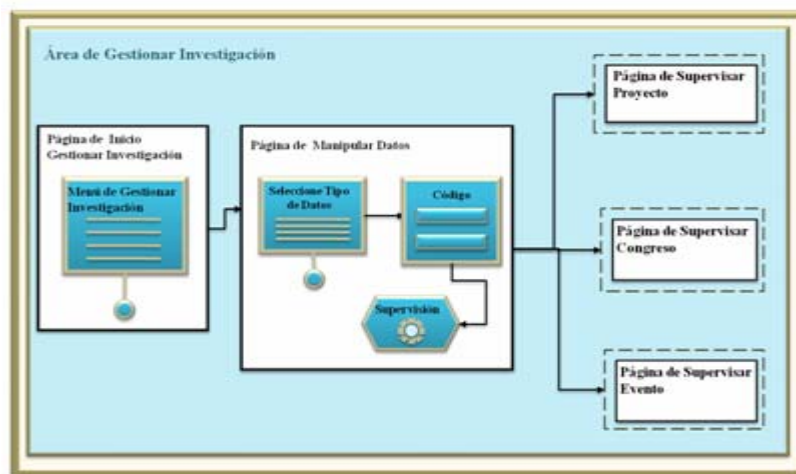 Área de Gestionar Investigación
Página de Inicio
Gestionar Investigación
Menú de Gestionar
Investigación
Página de Manipular Datos
Seleccione Tipo
de Datos
Código
Supervisión
Página de Supervisar
Proyecto
Página de Supervisar
Congreso
Página de Supervisar
Evento